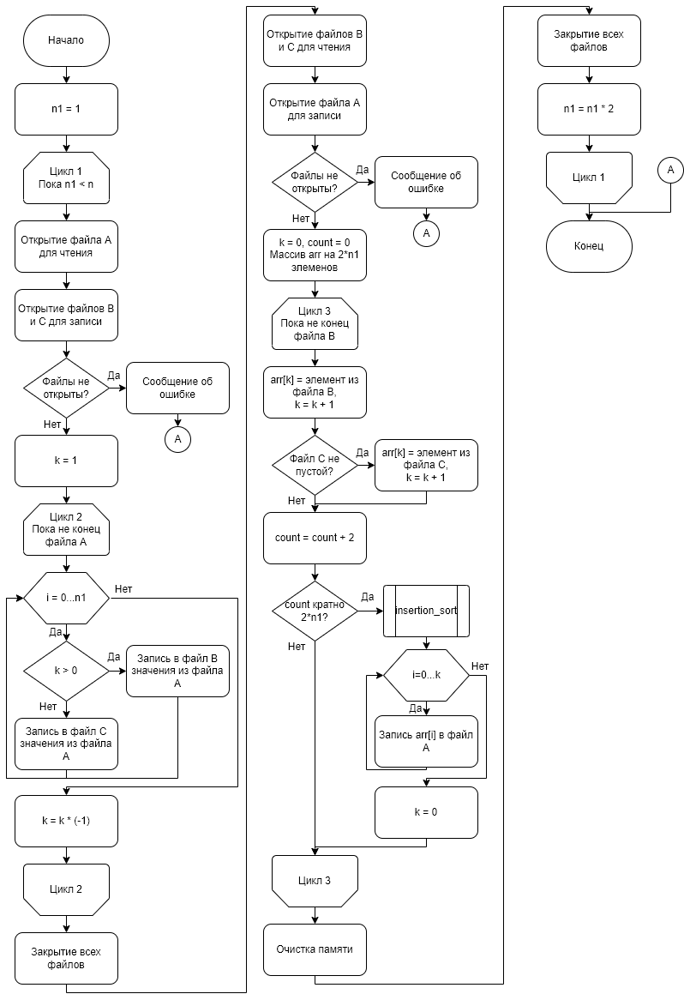 Начало
n1 = 1
Цикл 1
Пока n1 < n
Открытие файла А
для чтения
Открытие файлов В
и С для записи
Файлы не
открыты?
Да
Сообщение об
ошибке
А
Нет
k = 1
Цикл 2
Пока не конец
файла А
i = 0...n1
Нет
Да
k > 0
Да
Запись в файл В
значения из файла
А
Нет
Запись в файл С
значения из файла
А
k = k * (-1)
Цикл 2
Закрытие всех
файлов
Открытие файлов В
и С для чтения
Открытие файла А
для записи
Файлы не
открыты?
Да
Сообщение об
ошибке
А
Нет
k = 0, count = 0
Массив arr на 2*n1
элеменов
Цикл 3
Пока не конец
файла В
arr[k] = элемент из
файла В,
k = k + 1
Файл С не
пустой?
Да
arr[k] = элемент из
файла С,
k = k + 1
Нет
count = count + 2
count кратно
2*n1?
Да
insertion_sort
Нет
i=0...k
Нет
Да
Запись arr[i] в файл
А
k = 0
Цикл 3
Очистка памяти
Закрытие всех
файлов
n1 = n1 * 2
Цикл 1
А
Конец